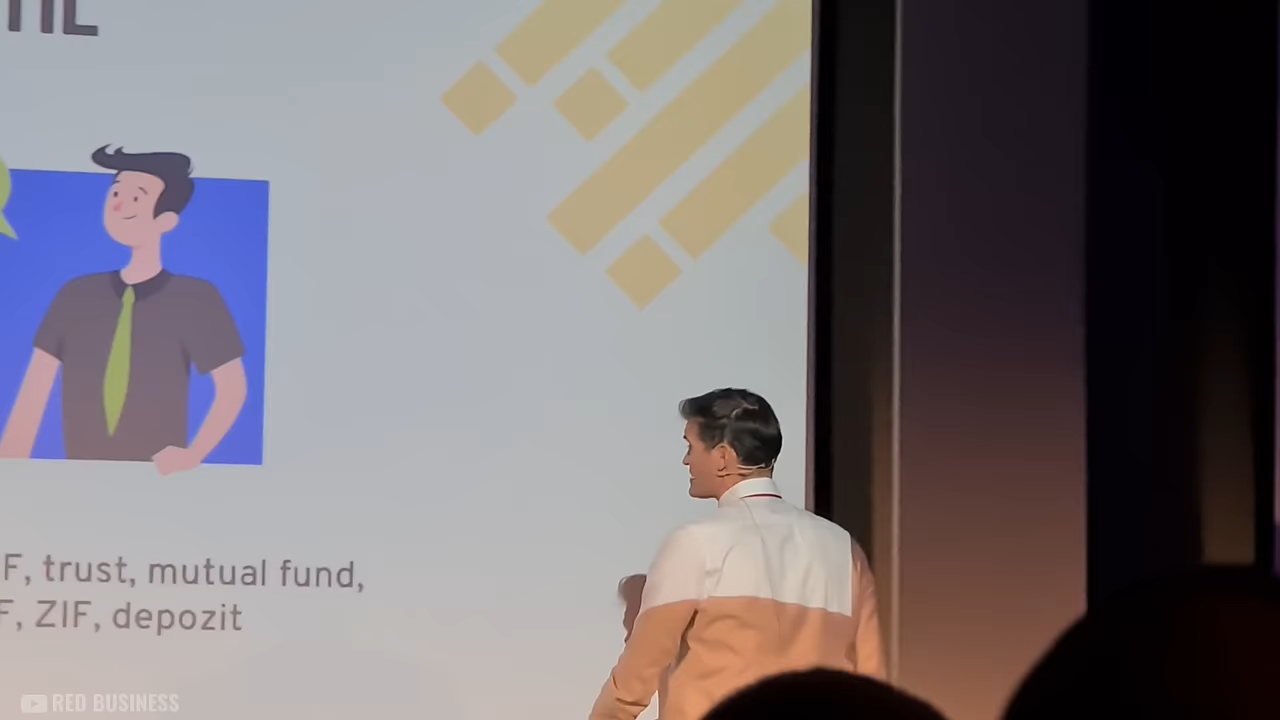 F, trust, mutual fund,
F, ZIF, depozit
RED BUSINESS